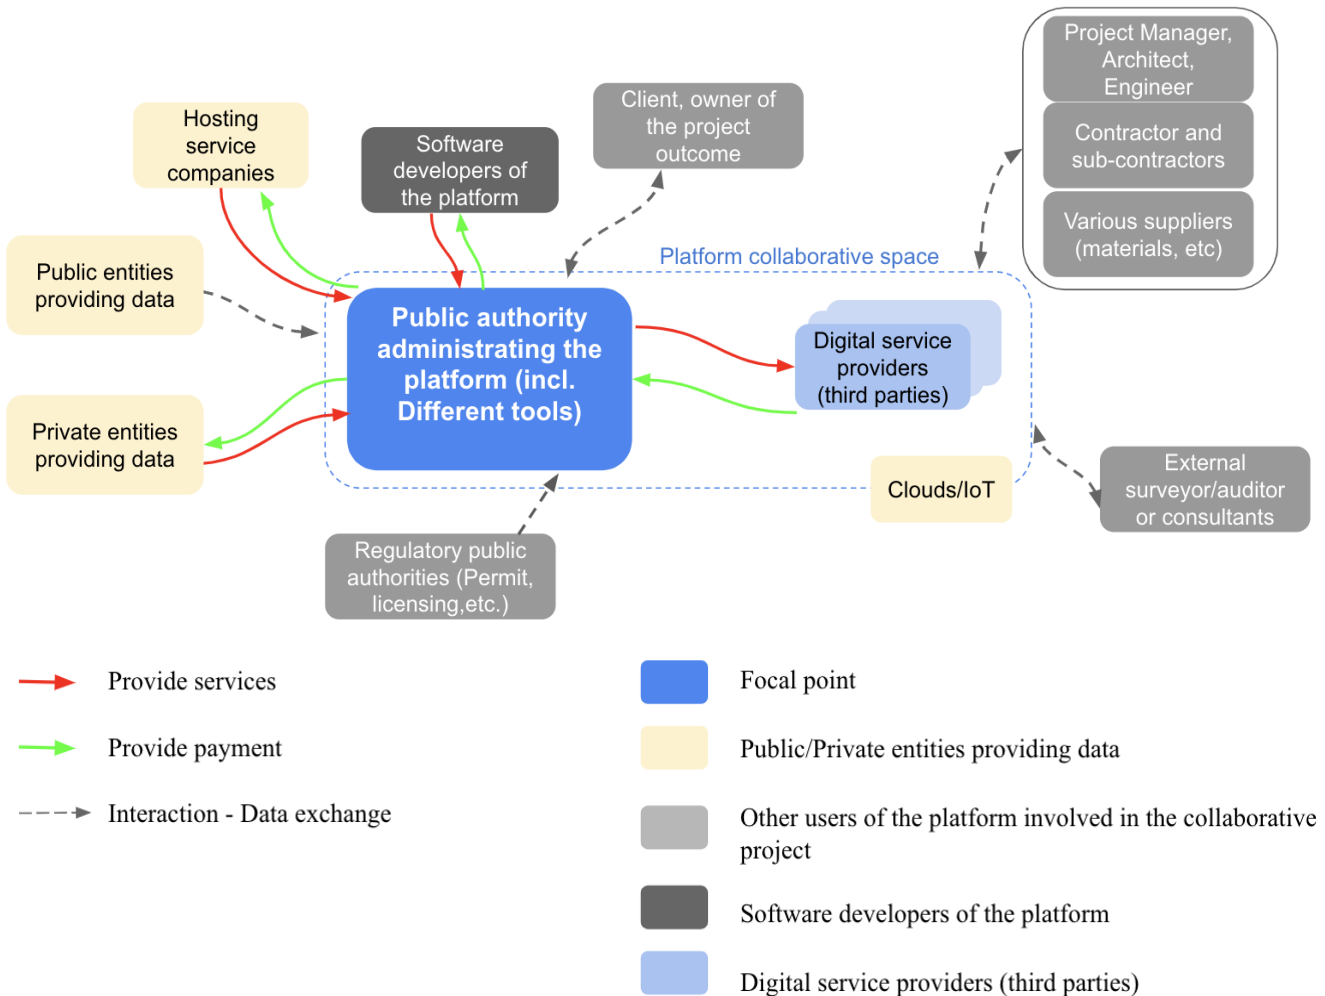 Project Manager,
Architect,
Engineer
Contractor and
sub-contractors
Various suppliers
(materials, etc)
Client, owner of
the project
outcome
Hosting
service
companies
Software
developers of
the platform
Public entities
providing data
Platform collaborative space
Public authority
administrating the
platform (incl.
Different tools)
Digital service
providers
(third parties)
Private entities
providing data
Clouds/IoT
External
surveyor/auditor
or consultants
Regulatory public
authorities (Permit,
licensing,etc.)
Provide services
Provide payment
Interaction - Data exchange
Focal point
Public/Private entities providing data
Other users of the platform involved in the collaborative
project
Software developers of the platform
Digital service providers (third parties)